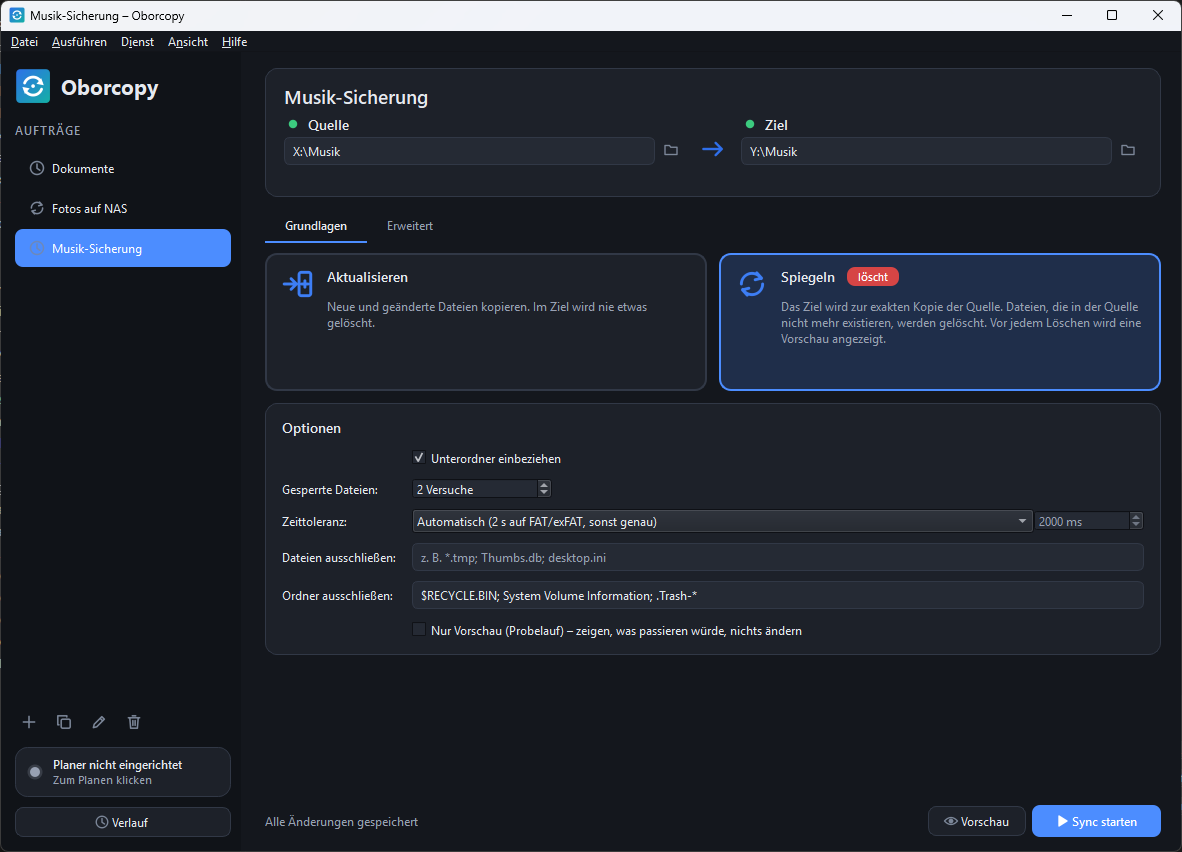 Musik-Sicherung – Oborcopy
Datei Ausführen Dienst Ansicht Hilfe
Oborcopy
AUFTRÄGE
Dokumente
Fotos auf NAS
Musik-Sicherung
Musik-Sicherung
Quelle
Ziel
X:\Musik
Y:\Musik
Grundlagen
Erweitert
Aktualisieren
Neue und geänderte Dateien kopieren. Im Ziel wird nie etwas
gelöscht.
Spiegeln
löscht
Das Ziel wird zur exakten Kopie der Quelle. Dateien, die in der Quelle
nicht mehr existieren, werden gelöscht. Vor jedem Löschen wird eine
Vorschau angezeigt.
Optionen
Unterordner einbeziehen
Gesperrte Dateien:
2 Versuche
Zeittoleranz:
Automatisch (2 s auf FAT/exFAT, sonst genau)
2000 ms
Dateien ausschließen:
z. B. *.tmp; Thumbs.db; desktop.ini
Ordner ausschließen:
$RECYCLE.BIN; System Volume Information; .Trash-*
Nur Vorschau (Probelauf) – zeigen, was passieren würde, nichts ändern
Planer nicht eingerichtet
Zum Planen klicken
Verlauf
Alle Änderungen gespeichert
Vorschau
Sync starten